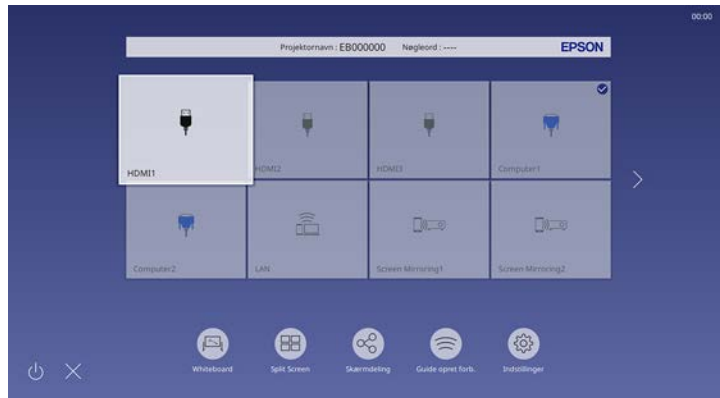 00:00
Projektornavn : EB000000 Nøgleord : ---- EPSON
HDMI1 HDMI2 HDMI3 Computer1
Computer2 LAN Screen Mirroring1 Screen Mirroring2
Whiteboard Split Screen Skærmdeling Guide opret forb. Indstillinger